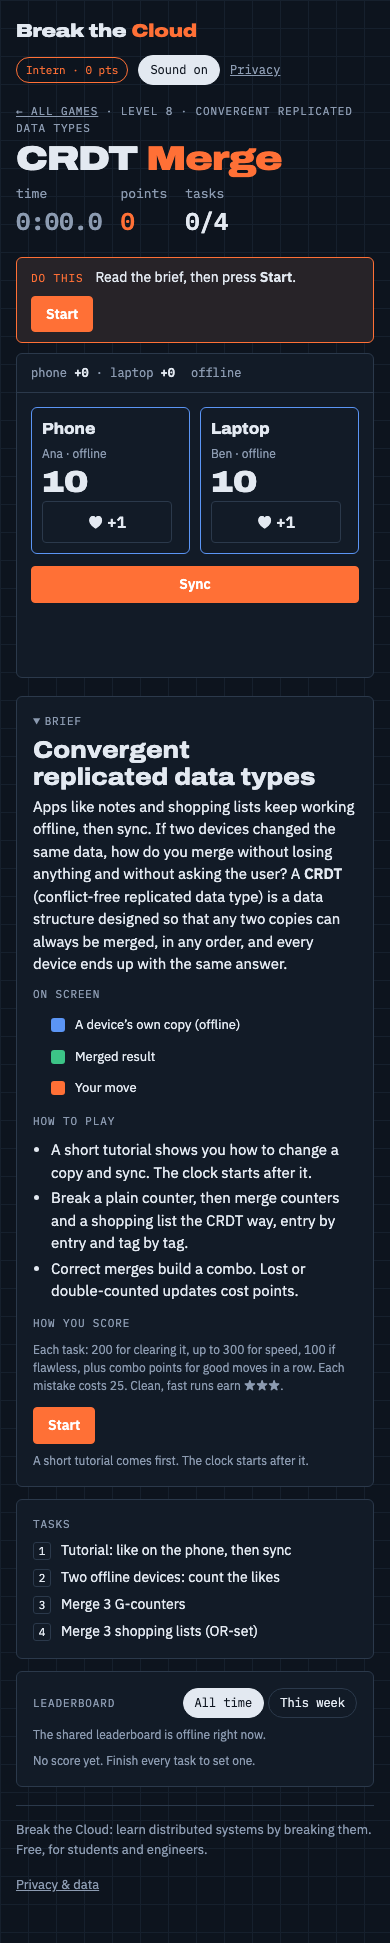 Break the Cloud
Intern · 0 pts
Sound on
Privacy
← ALL GAMES · LEVEL 8 · CONVERGENT REPLICATED
DATA TYPES
CRDT Merge
time points tasks
0:00.0 0 0/4
DO THIS Read the brief, then press Start.
Start
phone +0 · laptop +0 offline
Phone
Ana · offline
10
♥ +1
Laptop
Ben · offline
10
♥ +1
Sync
▼ BRIEF
Convergent
replicated data types
Apps like notes and shopping lists keep working
offline, then sync. If two devices changed the
same data, how do you merge without losing
anything and without asking the user? A CRDT
(conflict-free replicated data type) is a data
structure designed so that any two copies can
always be merged, in any order, and every
device ends up with the same answer.
ON SCREEN
A device’s own copy (offline)
Merged result
Your move
HOW TO PLAY
• A short tutorial shows you how to change a
copy and sync. The clock starts after it.
• Break a plain counter, then merge counters
and a shopping list the CRDT way, entry by
entry and tag by tag.
• Correct merges build a combo. Lost or
double-counted updates cost points.
HOW YOU SCORE
Each task: 200 for clearing it, up to 300 for speed, 100 if
flawless, plus combo points for good moves in a row. Each
mistake costs 25. Clean, fast runs earn ★★★.
Start
A short tutorial comes first. The clock starts after it.
TASKS
1 Tutorial: like on the phone, then sync
2 Two offline devices: count the likes
3 Merge 3 G-counters
4 Merge 3 shopping lists (OR-set)
LEADERBOARD
All time
This week
The shared leaderboard is offline right now.
No score yet. Finish every task to set one.
Break the Cloud: learn distributed systems by breaking them.
Free, for students and engineers.
Privacy & data